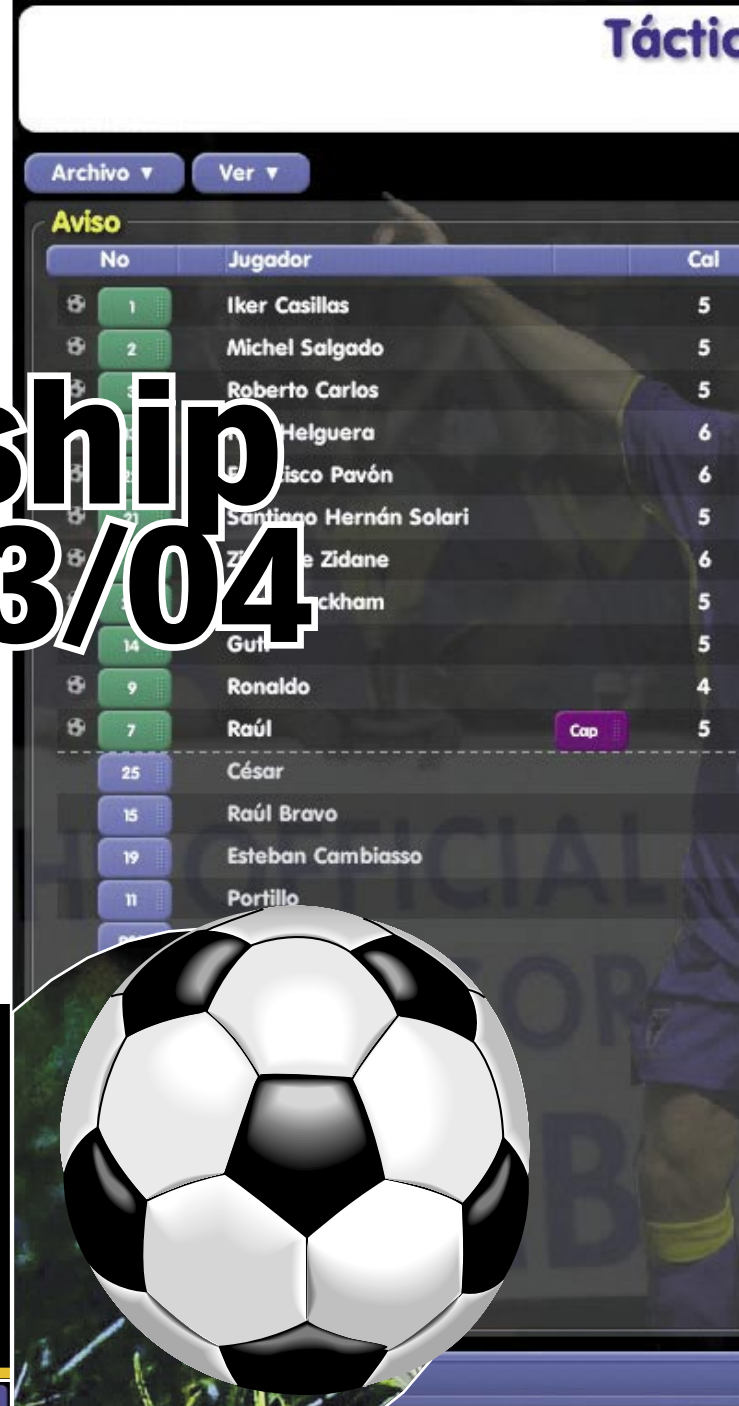 Táctic
Archivo ▼ Ver ▼
Aviso
No Jugador Cal
1 Iker Casillas 5
2 Michel Salgado 5
Roberto Carlos 5
Helguera 6
Pavón 6
ship
21 Santiago Hernán Solari 5
Zidane 6
3/04
5
14 Guti 5
9 Ronaldo 4
7 Raúl Cap 5
25 César
15 Raúl Bravo
19 Esteban Cambiasso
11 Portillo